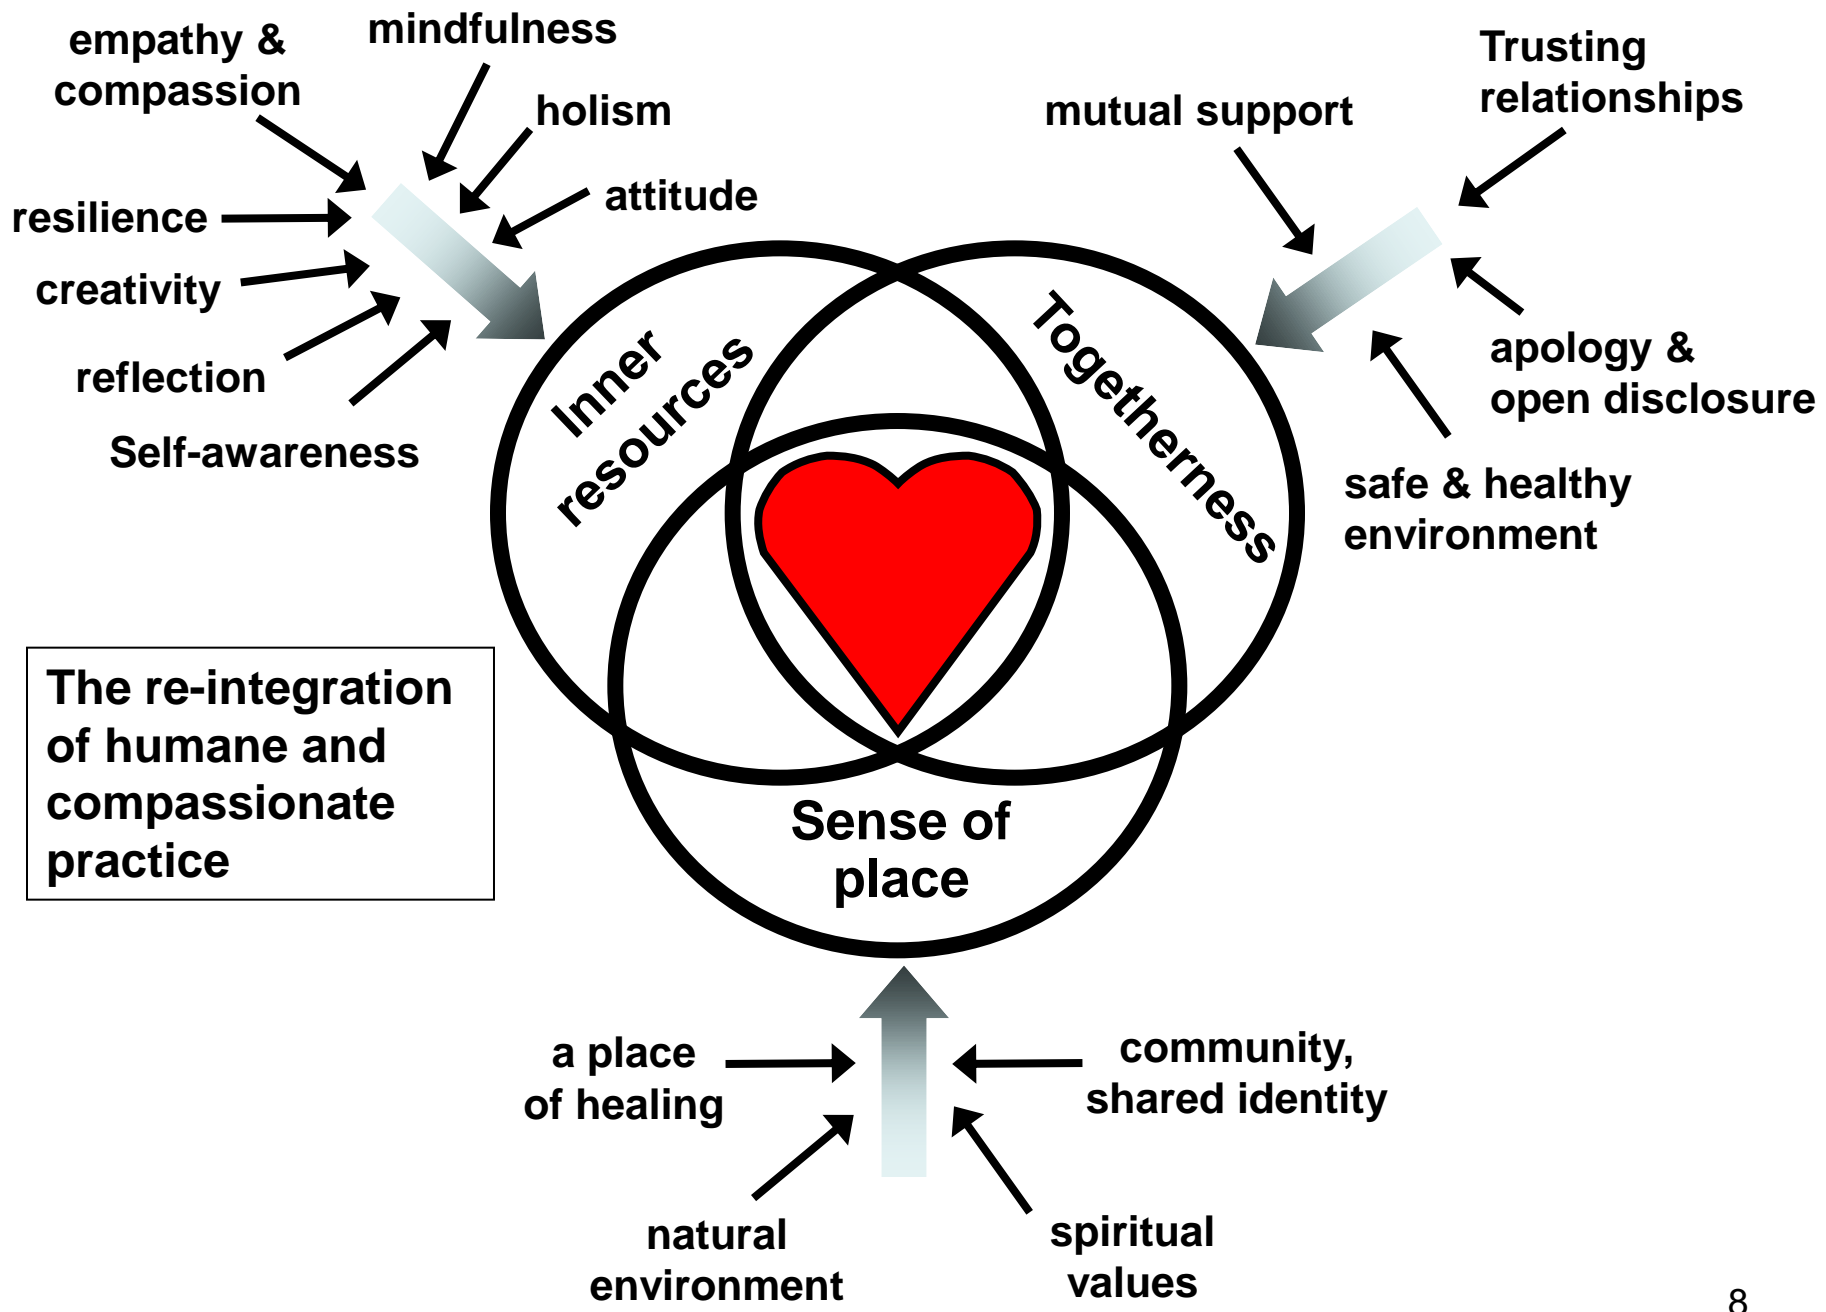 empathy &
compassion
mindfulness
holism
attitude
resilience
creativity
reflection
Self-awareness
mutual support
Trusting
relationships
apology &
open disclosure
safe & healthy
environment
Inner
resources
Togetherness
Sense of
place
The re-integration
of humane and
compassionate
practice
a place
of healing
community,
shared identity
natural
environment
spiritual
values
8